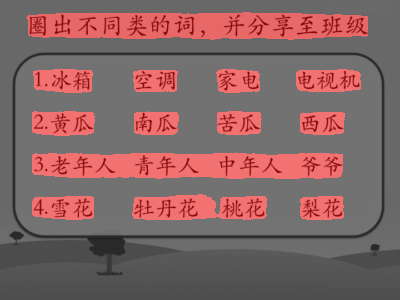 圈出不同类的词，并分享至班级
1.冰箱 空调 家电 电视机
2.黄瓜 南瓜 苦瓜 西瓜
3.老年人 青年人 中年人 爷爷
4.雪花 牡丹花 桃花 梨花